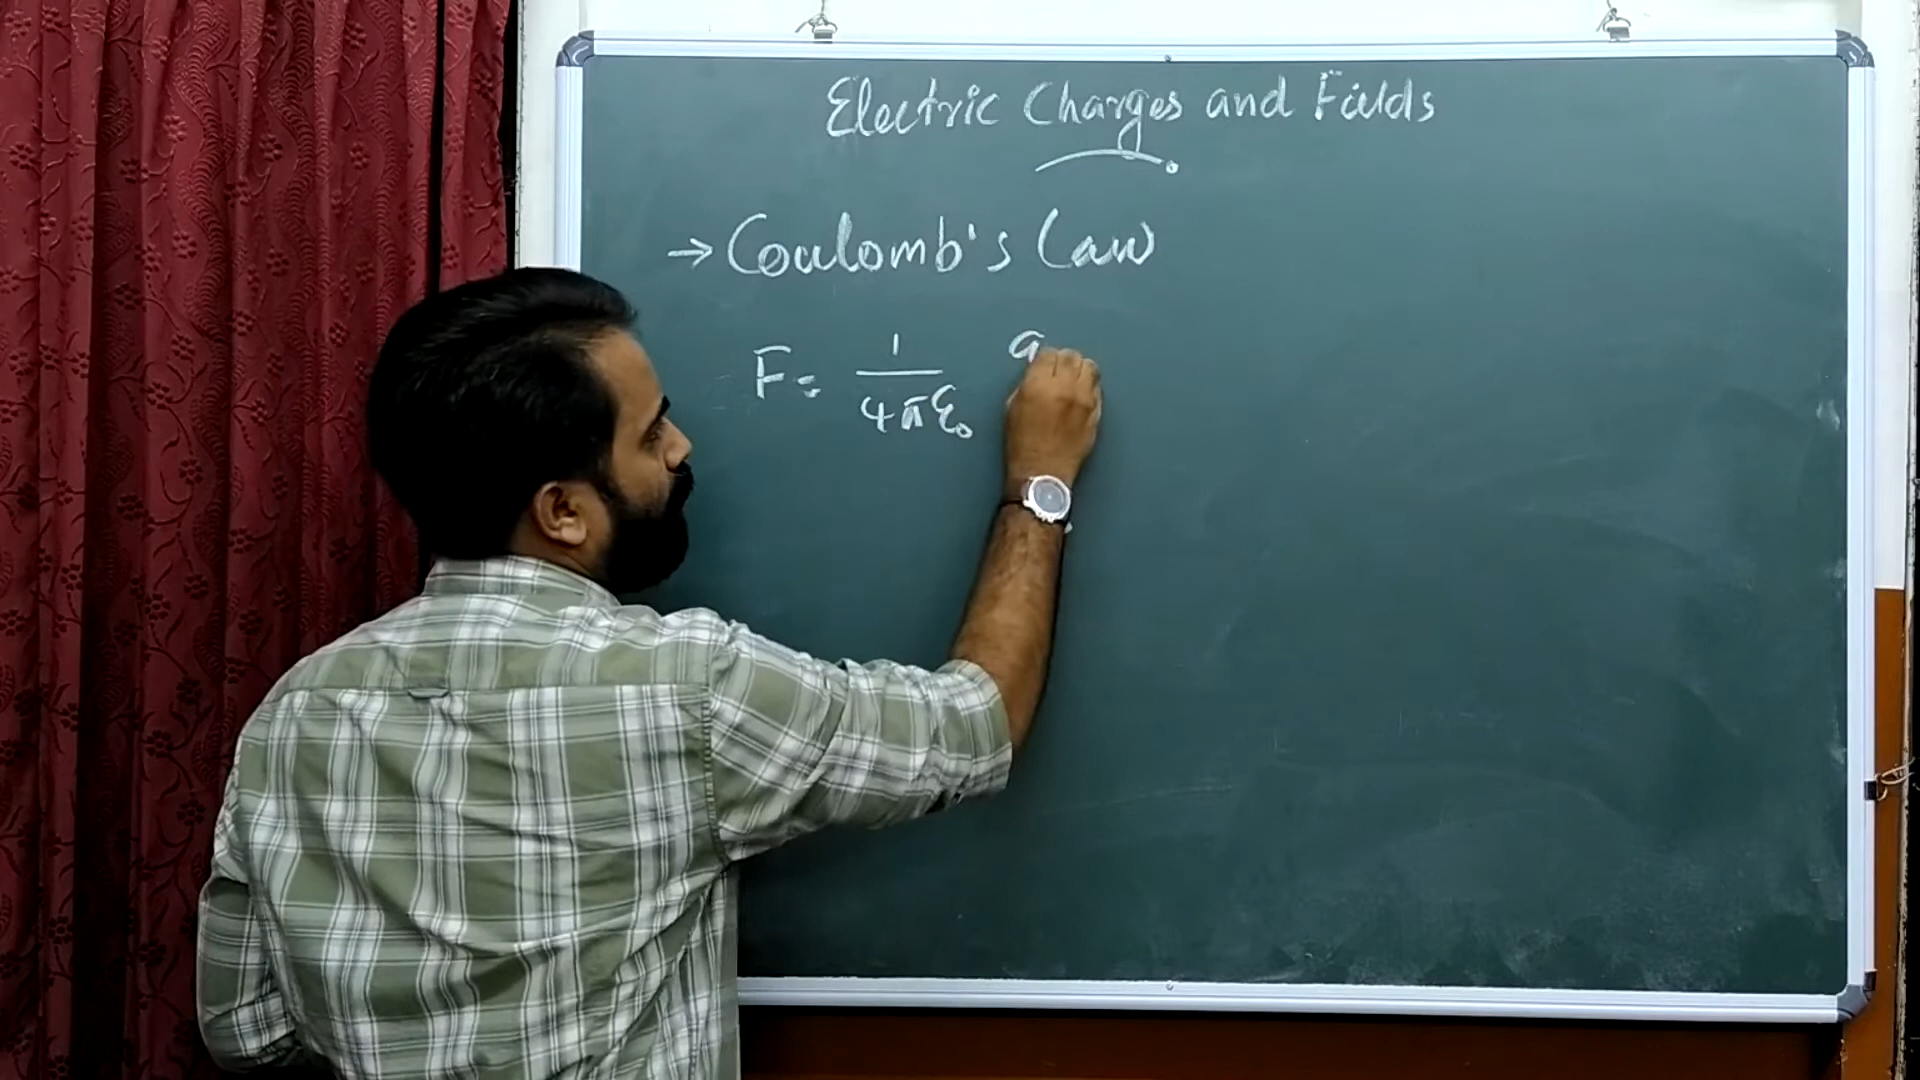 Electric Charges and Fields
→ Coulomb's Law
F = 1/4πε₀ q